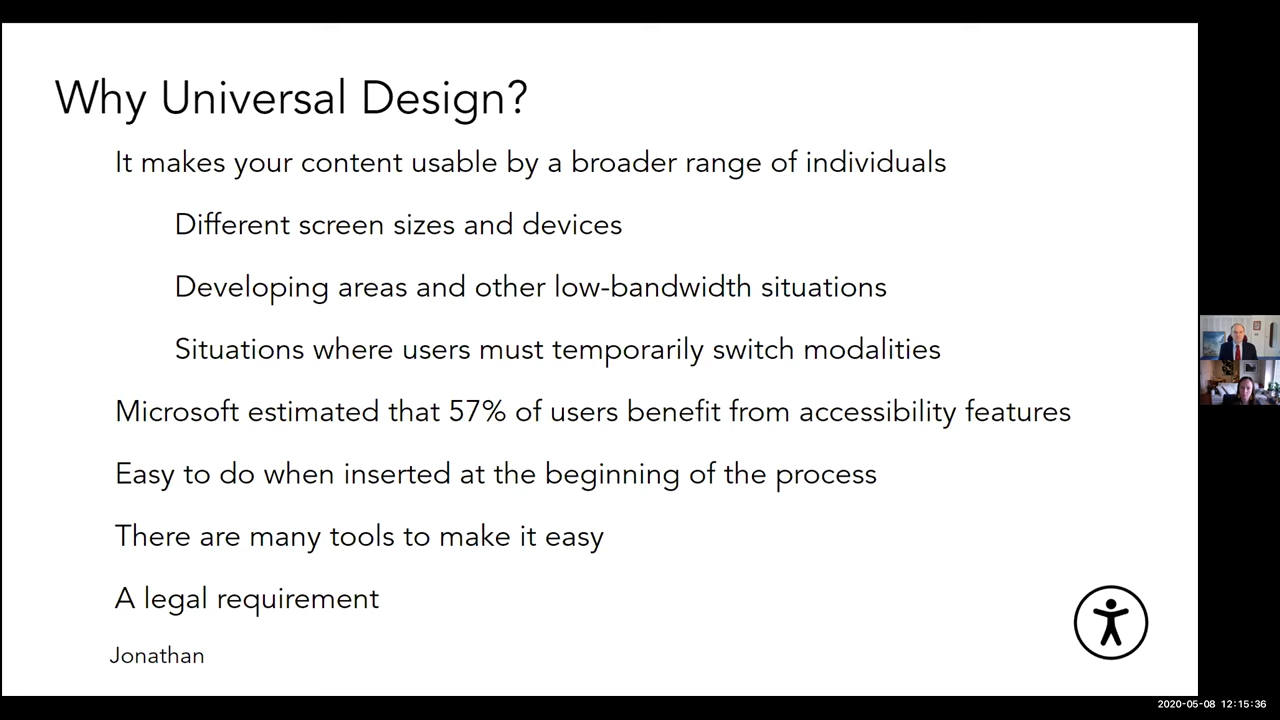 Why Universal Design?
It makes your content usable by a broader range of individuals
Different screen sizes and devices
Developing areas and other low-bandwidth situations
Situations where users must temporarily switch modalities
Microsoft estimated that 57% of users benefit from accessibility features
Easy to do when inserted at the beginning of the process
There are many tools to make it easy
A legal requirement
Jonathan
2020-05-08 12:15:36